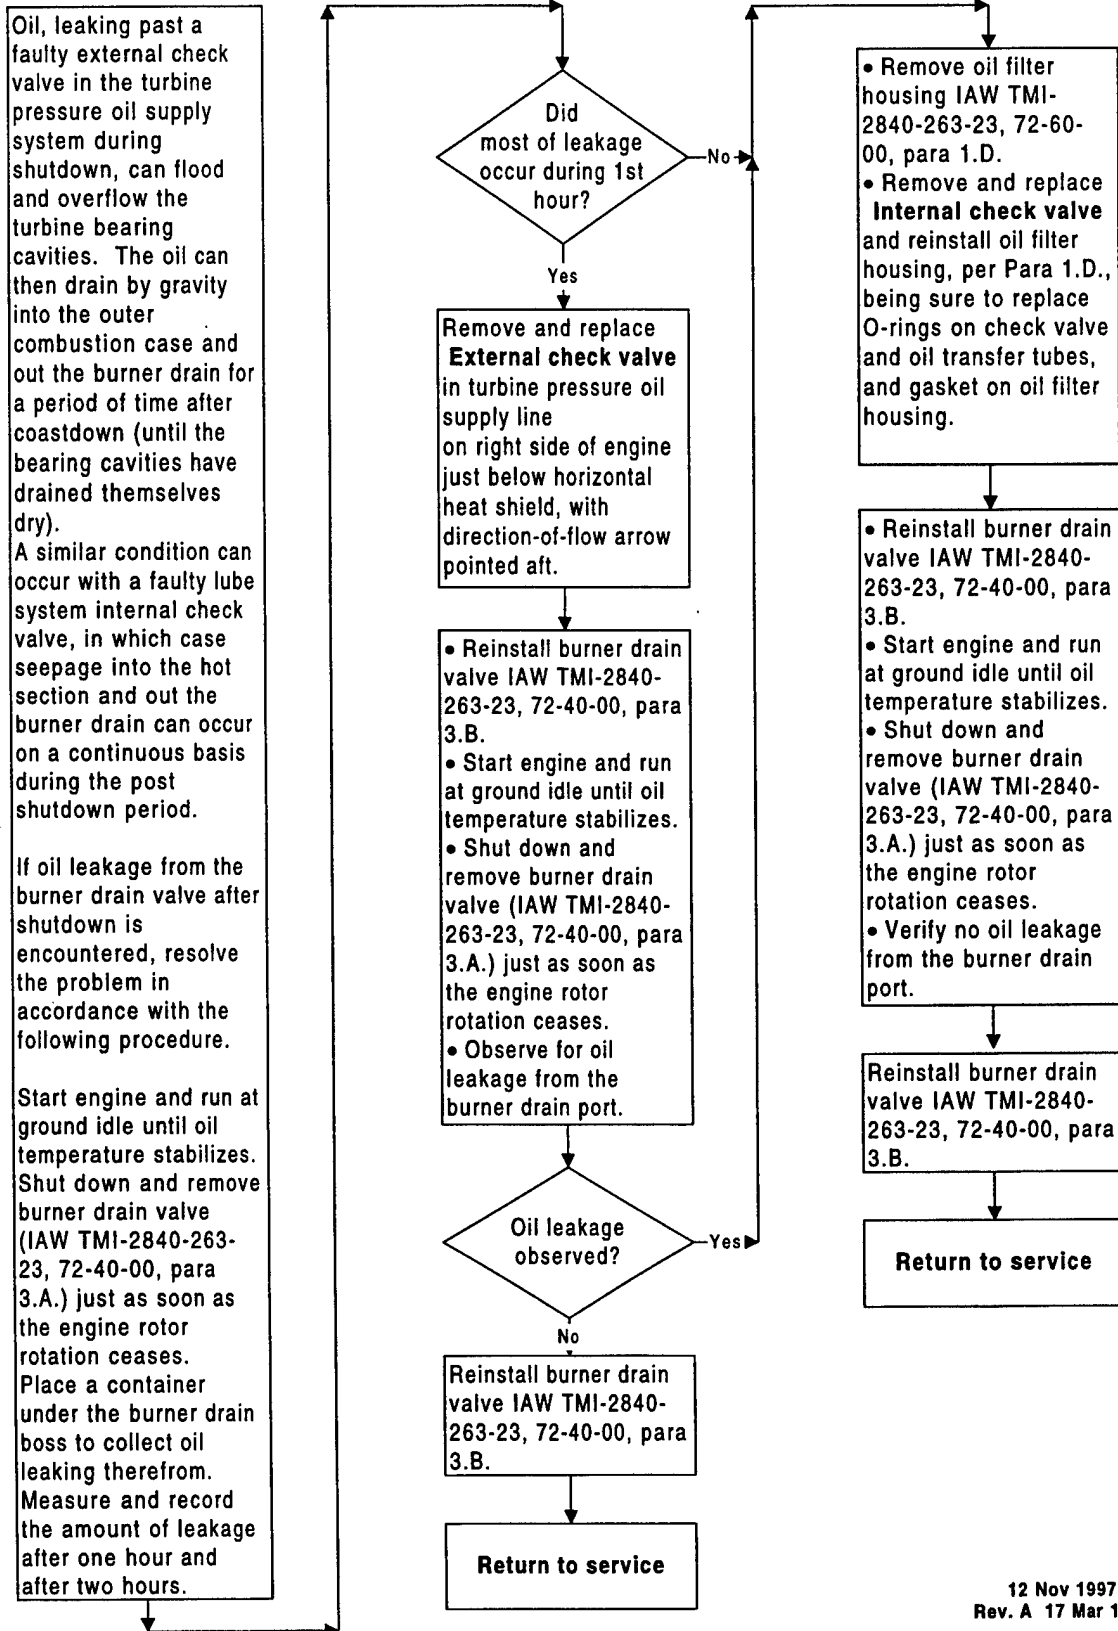 Oil, leaking past a
faulty external check
valve in the turbine
pressure oil supply
system during
shutdown, can flood
and overflow the
turbine bearing
cavities. The oil can
then drain by gravity
into the outer
combustion case and
out the burner drain for
a period of time after
coastdown (until the
bearing cavities have
drained themselves
dry).
A similar condition can
occur with a faulty lube
system internal check
valve, in which case
seepage into the hot
section and out the
burner drain can occur
on a continuous basis
during the post
shutdown period.
If oil leakage from the
burner drain valve after
shutdown is
encountered, resolve
the problem in
accordance with the
following procedure.
Start engine and run at
ground idle until oil
temperature stabilizes.
Shut down and remove
burner drain valve
(IAW TMI-2840-263-
23, 72-40-00, para
3.A.) just as soon as
the engine rotor
rotation ceases.
Place a container
under the burner drain
boss to collect oil
leaking therefrom.
Measure and record
the amount of leakage
after one hour and
after two hours.
Did
most of leakage
occur during 1st
hour?
No
Yes
Remove and replace
External check valve
in turbine pressure oil
supply line
on right side of engine
just below horizontal
heat shield, with
direction-of-flow arrow
pointed aft.
• Reinstall burner drain
valve IAW TMI-2840-
263-23, 72-40-00, para
3.B.
• Start engine and run
at ground idle until oil
temperature stabilizes.
• Shut down and
remove burner drain
valve (IAW TMI-2840-
263-23, 72-40-00, para
3.A.) just as soon as
the engine rotor
rotation ceases.
• Observe for oil
leakage from the
burner drain port.
Oil leakage
observed?
Yes
No
Reinstall burner drain
valve IAW TMI-2840-
263-23, 72-40-00, para
3.B.
Return to service
• Remove oil filter
housing IAW TMI-
2840-263-23, 72-60-
00, para 1.D.
• Remove and replace
Internal check valve
and reinstall oil filter
housing, per Para 1.D.,
being sure to replace
O-rings on check valve
and oil transfer tubes,
and gasket on oil filter
housing.
• Reinstall burner drain
valve IAW TMI-2840-
263-23, 72-40-00, para
3.B.
• Start engine and run
at ground idle until oil
temperature stabilizes.
• Shut down and
remove burner drain
valve (IAW TMI-2840-
263-23, 72-40-00, para
3.A.) just as soon as
the engine rotor
rotation ceases.
• Verify no oil leakage
from the burner drain
port.
Reinstall burner drain
valve IAW TMI-2840-
263-23, 72-40-00, para
3.B.
Return to service
12 Nov 1997
Rev. A 17 Mar